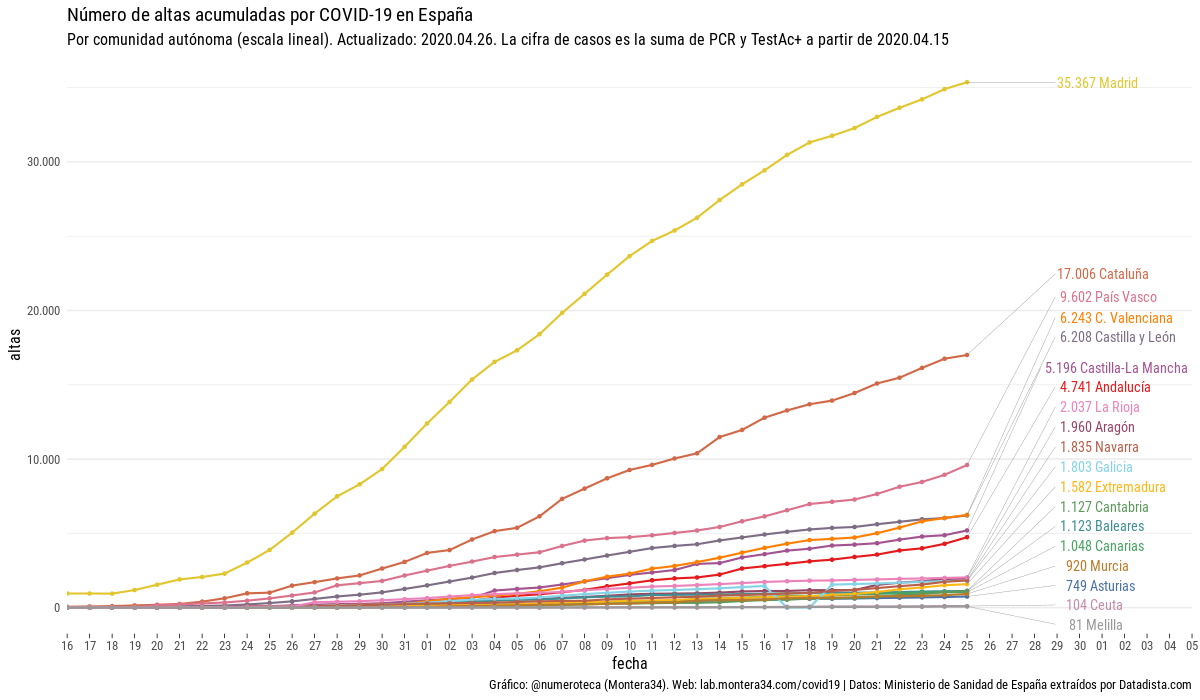 Número de altas acumuladas por COVID-19 en España
Por comunidad autónoma (escala lineal). Actualizado: 2020.04.26. La cifra de casos es la suma de PCR y TestAc+ a partir de 2020.04.15
altas
30.000
20.000
10.000
0
35.367 Madrid
17.006 Cataluña
9.602 País Vasco
6.243 C. Valenciana
6.208 Castilla y León
5.196 Castilla-La Mancha
4.741 Andalucía
2.037 La Rioja
1.960 Aragón
1.835 Navarra
1.803 Galicia
1.582 Extremadura
1.127 Cantabria
1.123 Baleares
1.048 Canarias
920 Murcia
749 Asturias
104 Ceuta
81 Melilla
16 17 18 19 20 21 22 23 24 25 26 27 28 29 30 31 01 02 03 04 05 06 07 08 09 10 11 12 13 14 15 16 17 18 19 20 21 22 23 24 25 26 27 28 29 30 01 02 03 04 05
fecha
Gráfico: @numeroteca (Montera34). Web: lab.montera34.com/covid19 | Datos: Ministerio de Sanidad de España extraídos por Datadista.com